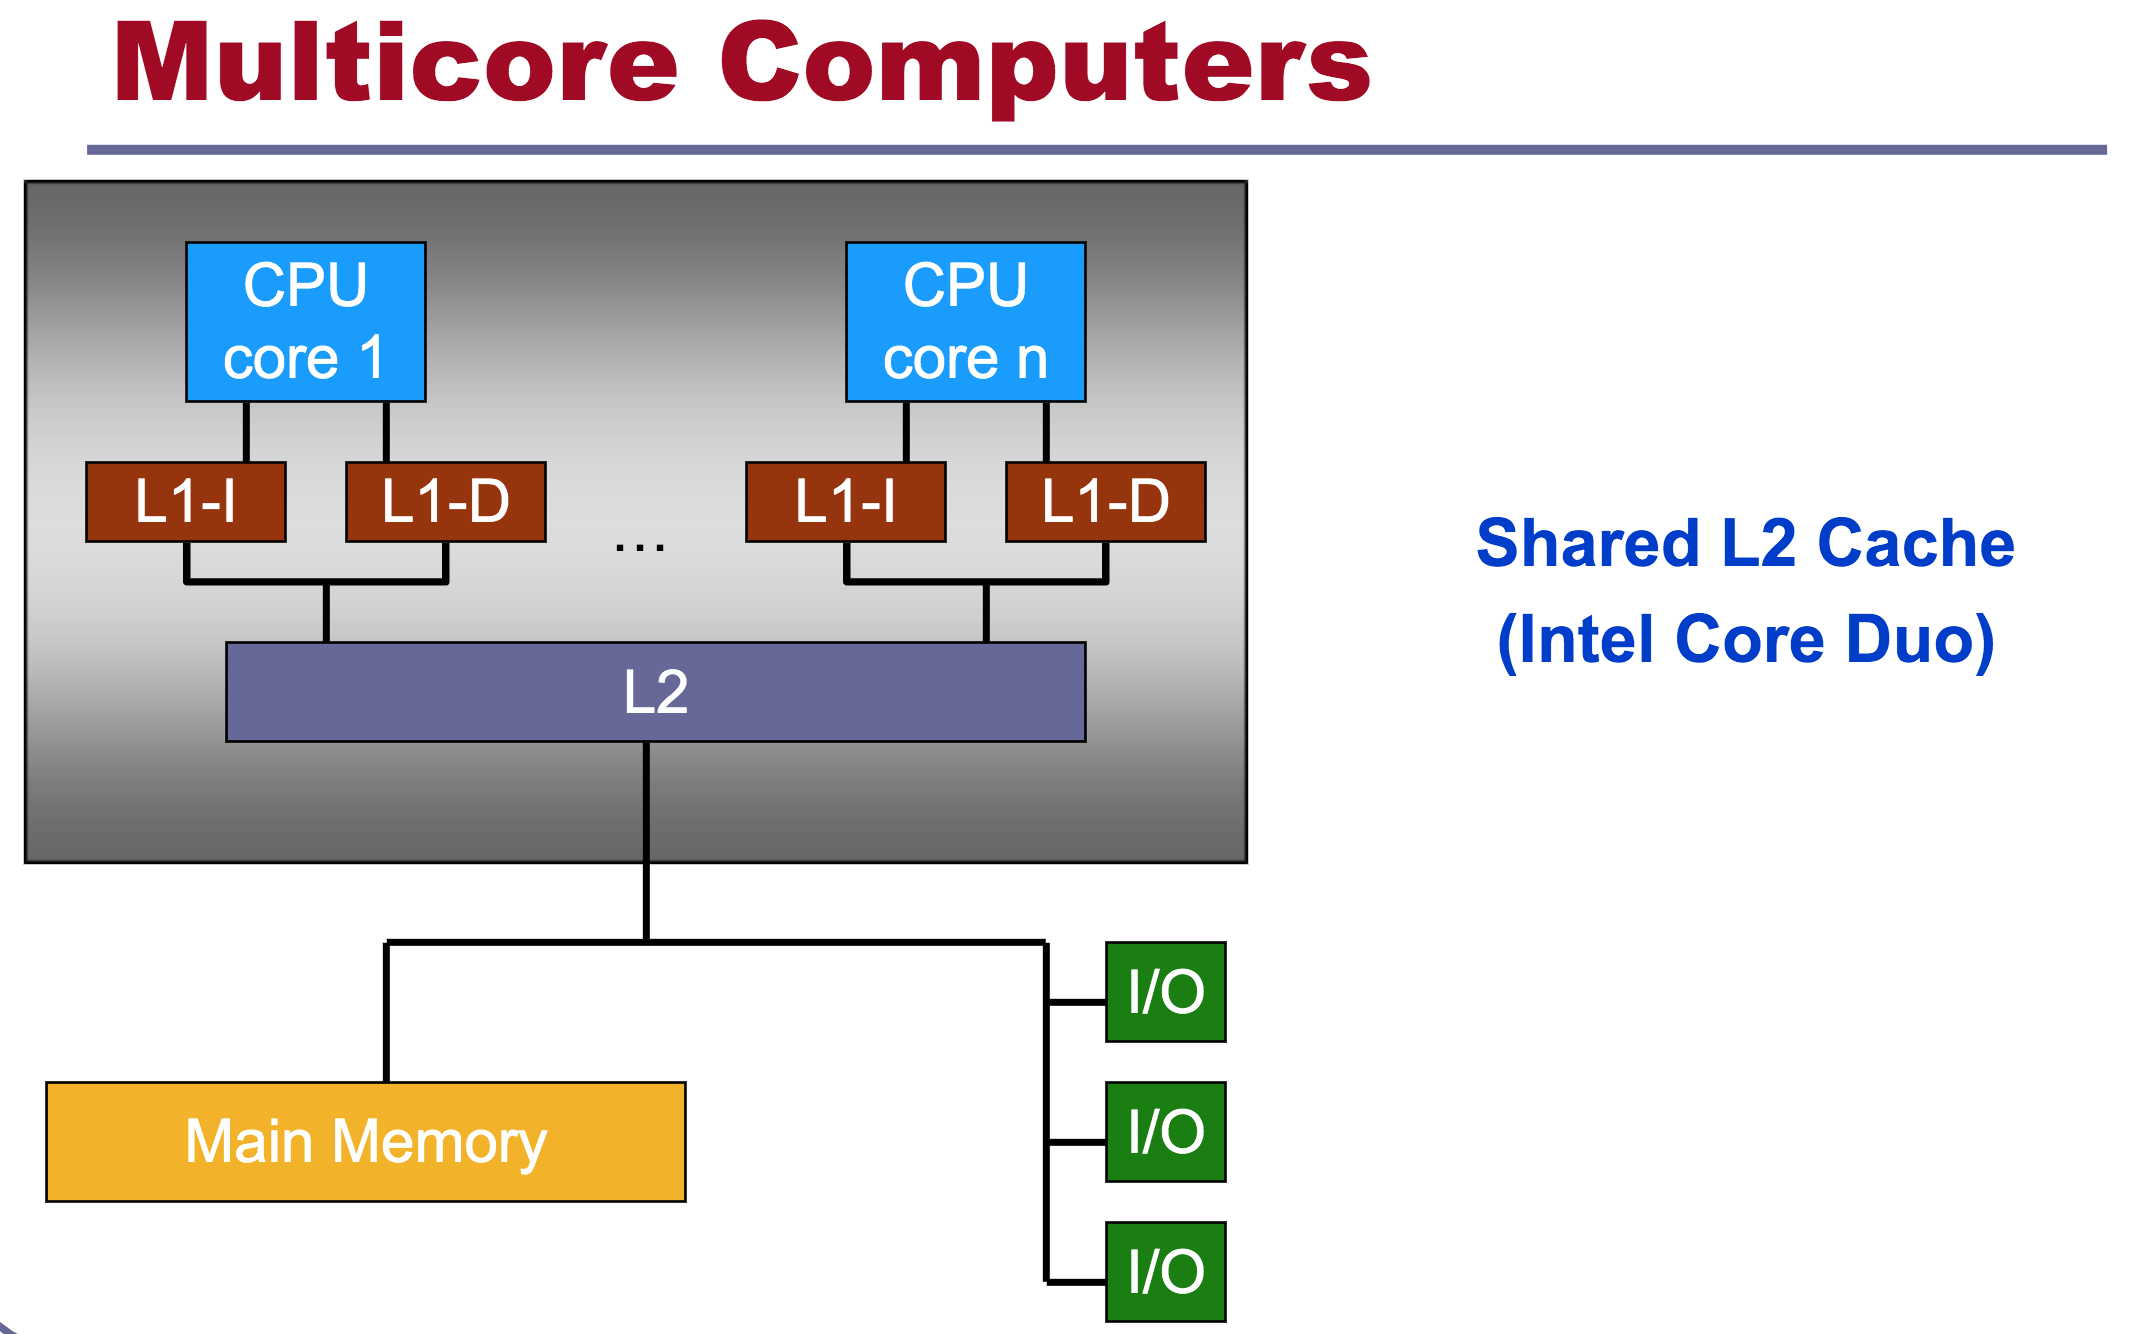 Multicore Computers
CPU
core 1
CPU
core n
L1-I
L1-D
...
L1-I
L1-D
L2
Shared L2 Cache
(Intel Core Duo)
Main Memory
I/O
I/O
I/O